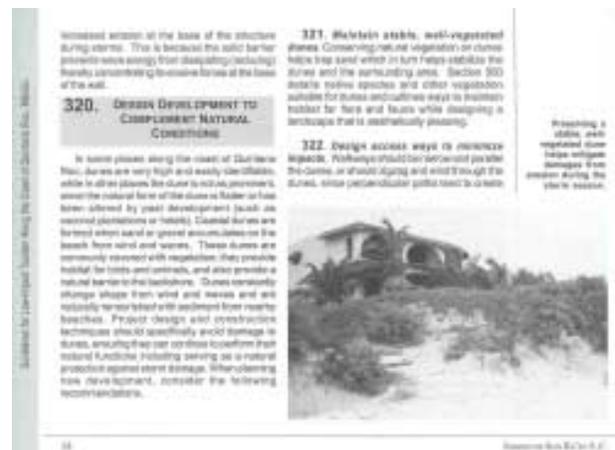 increased erosion at the base of the structure
during storms. This is because the solid barrier
prevents wave energy from dissipating (reducing)
thereby concentrating erosive forces at the base
of the wall.
320. DESIGN DEVELOPMENT TO
COMPLEMENT NATURAL
CONDITIONS
In some places along the coast of Quintana
Roo, dunes are very high and easily identifiable,
while in other places the dune is not as prominent,
since the natural form of the dune is flatter or has
been altered by past development (such as
coconut plantations or hotels). Coastal dunes are
formed when sand or gravel accumulates on the
beach from wind and waves. These dunes are
commonly covered with vegetation; they provide
habitat for birds and animals, and also provide a
natural barrier to the backshore. Dunes constantly
change shape from wind and waves and are
naturally renourished with sediment from nearby
beaches. Project design and construction
techniques should specifically avoid damage to
dunes, ensuring they can continue to perform their
natural functions including serving as a natural
protection against storm damage. When planning
new development, consider the following
recommendations.
321. Maintain stable, well-vegetated
dunes. Conserving natural vegetation on dunes
helps trap sand which in turn helps stabilize the
dunes and the surrounding area. Section 500
details native species and other vegetation
suitable for dunes and outlines ways to maintain
habitat for flora and fauna while designing a
landscape that is aesthetically pleasing.
322. Design access ways to minimize
impacts. Walkways should be narrow and parallel
the dunes, or should zigzag and wind through the
dunes, since perpendicular paths tend to create
Preserving a
stable, well-
vegetated dune
helps mitigate
damages from
erosion during the
storm season.